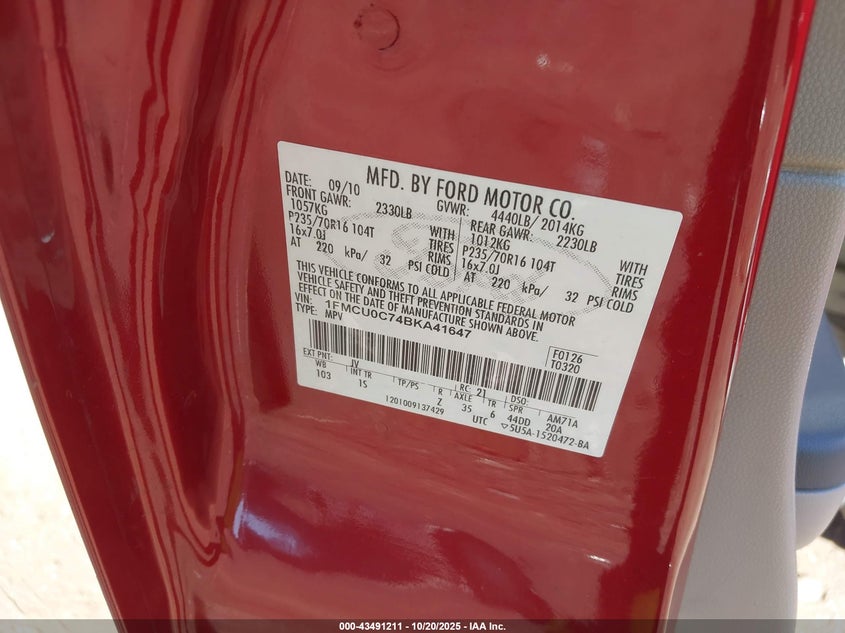 MFD. BY FORD MOTOR CO.
DATE: 09/10 GVWR: 4440LB/ 2014KG
FRONT GAWR: 2330LB REAR GAWR: 2230LB
1057KG WITH 1012KG WITH
P235/70R16 104T TIRES P235/70R16 104T TIRES
16x7.0J RIMS 16x7.0J RIMS
AT 220 kPa/ 32 PSI COLD AT 220 kPa/ 32 PSI COLD
THIS VEHICLE CONFORMS TO ALL APPLICABLE FEDERAL MOTOR
VEHICLE SAFETY AND THEFT PREVENTION STANDARDS IN
EFFECT ON THE DATE OF MANUFACTURE SHOWN ABOVE.
VIN: 1FMCU0C74BKA41647
TYPE: MPV
F0126
T0320
EXT PNT: JV RC: 21 DSO:
WB INT TR TP/PS R AXLE TR SPR AM71A
103 IS Z 35 6 44DD 20A
1201009137429 UTC ▽5U5A-1520472-BA
000-43491211 - 10/20/2025 - IAA Inc.